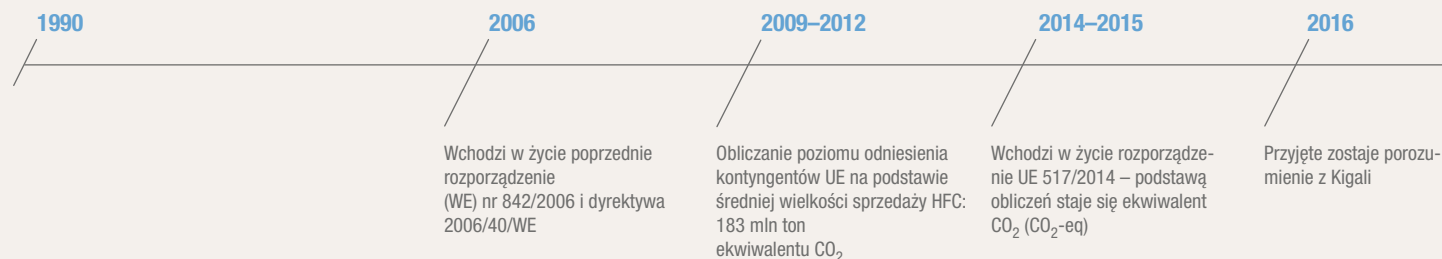 1990
2006
2009–2012
2014–2015
2016
Wchodzi w życie poprzednie
rozporządzenie
(WE) nr 842/2006 i dyrektywa
2006/40/WE
Obliczanie poziomu odniesienia
kontyngentów UE na podstawie
średniej wielkości sprzedaży HFC:
183 mln ton
ekwiwalentu CO₂
Wchodzi w życie rozporządze-
nie UE 517/2014 – podstawą
obliczeń staje się ekwiwalent
CO₂ (CO₂-eq)
Przyjęte zostaje porozu-
mienie z Kigali